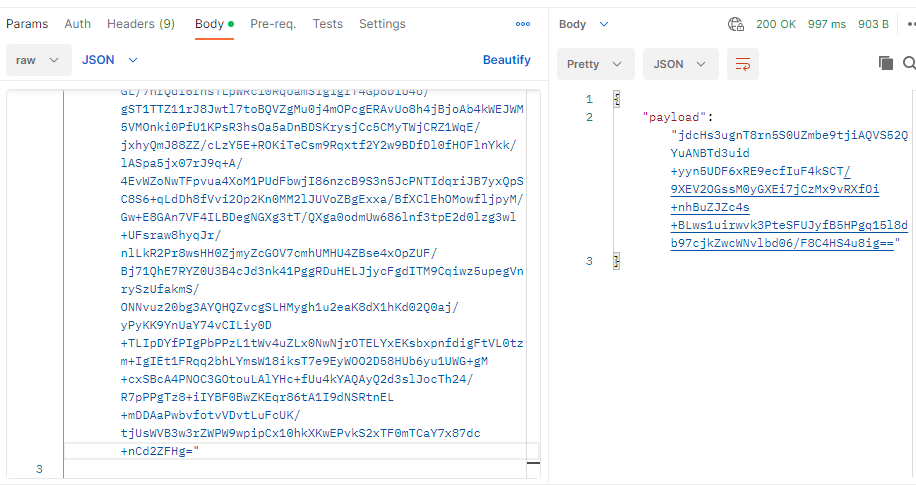 Params Auth Headers (9) Body Pre-req. Tests Settings
raw JSON Beautify
gST1TTZ11rJ8Jwtl7toBQVZgMu0j4mOPcgERAvUo8h4jBjoAb4kWEJWM
5VMOnki0PfU1KPsR3hsOa5aDnBDSKrysjCc5CMyTWjCRZ1WqE/
jxhyQmJ88ZZ/cLzY5E+ROKiTeCsm9Rqxtf2Y2w9BDfDl0fHOFlnYkk/
lASpa5jx07rJ9q+A/
4EvWZoNwTFpvua4XoM1PUdFbwjI86nzcB9S3n5JcPNTIdqriJB7yxQpS
C8S6+qLdDh8fVvi2Op2Kn0MM2lJUVoZBgExxa/BfXClEhQMowfljpyM/
Gw+E8GAn7VF4ILBDegNGXg3tT/QXga0odmUw686lnf3tpE2d0lzg3wl
+UFsraw8hyqJr/
nlLkR2Pr8wsHH0ZjmyZcGOV7cmhUMHU4ZBse4xOpZUF/
Bj71QhE7RYZ0U3B4cJd3nk41PggRDuHELJjycFgdITM9Cqiwz5upegVn
rySzUfakmS/
ONNvuz20bg3AYQHQZvcgSLHMygh1u2eaK8dX1hKd02Q0aj/
yPyKK9YnUaY74vCILiy0D
+TLIpDYfPIgPbPPzL1tWv4uZLx0NwNjrOTELYxEKsbxpnfdigFtVL0tz
m+IgIEt1FRqq2bhLYmsW18iksT7e9EyWOO2D58HUb6yu1UWG+gM
+cxSBcA4PNOC3GOtouLAlYHc+fUu4kYAQAyQ2d3slJocTh24/
R7pPPgTz8+iIYBF0BwZKEqr86tA1I9dNSRtnEL
+mDDAaPwbvfotvVDvtLuFcUK/
tjUsWVB3w3rZWPW9wpipCx10hkXKwEPvkS2xTF0mTCaY7x87dc
+nCd2ZFHg="
3
Body 200 OK 997 ms 903 B
Pretty JSON
1 {
2 "payload":
"jdcHs3ugnT8rn5S0UZmbe9tjiAQVS52Q
YuANBTd3uid
+yyn5UDF6xRE9ecfIuF4kSCT/
9XEV2OGssM0yGXEi7jCzMx9vRXfOi
+nhBuZJZc4s
+BLws1uirwvk3PteSFUJyfB5HPgq15l8d
b97cjkZwcWNvlbd06/F8C4HS4u8ig=="
3 }